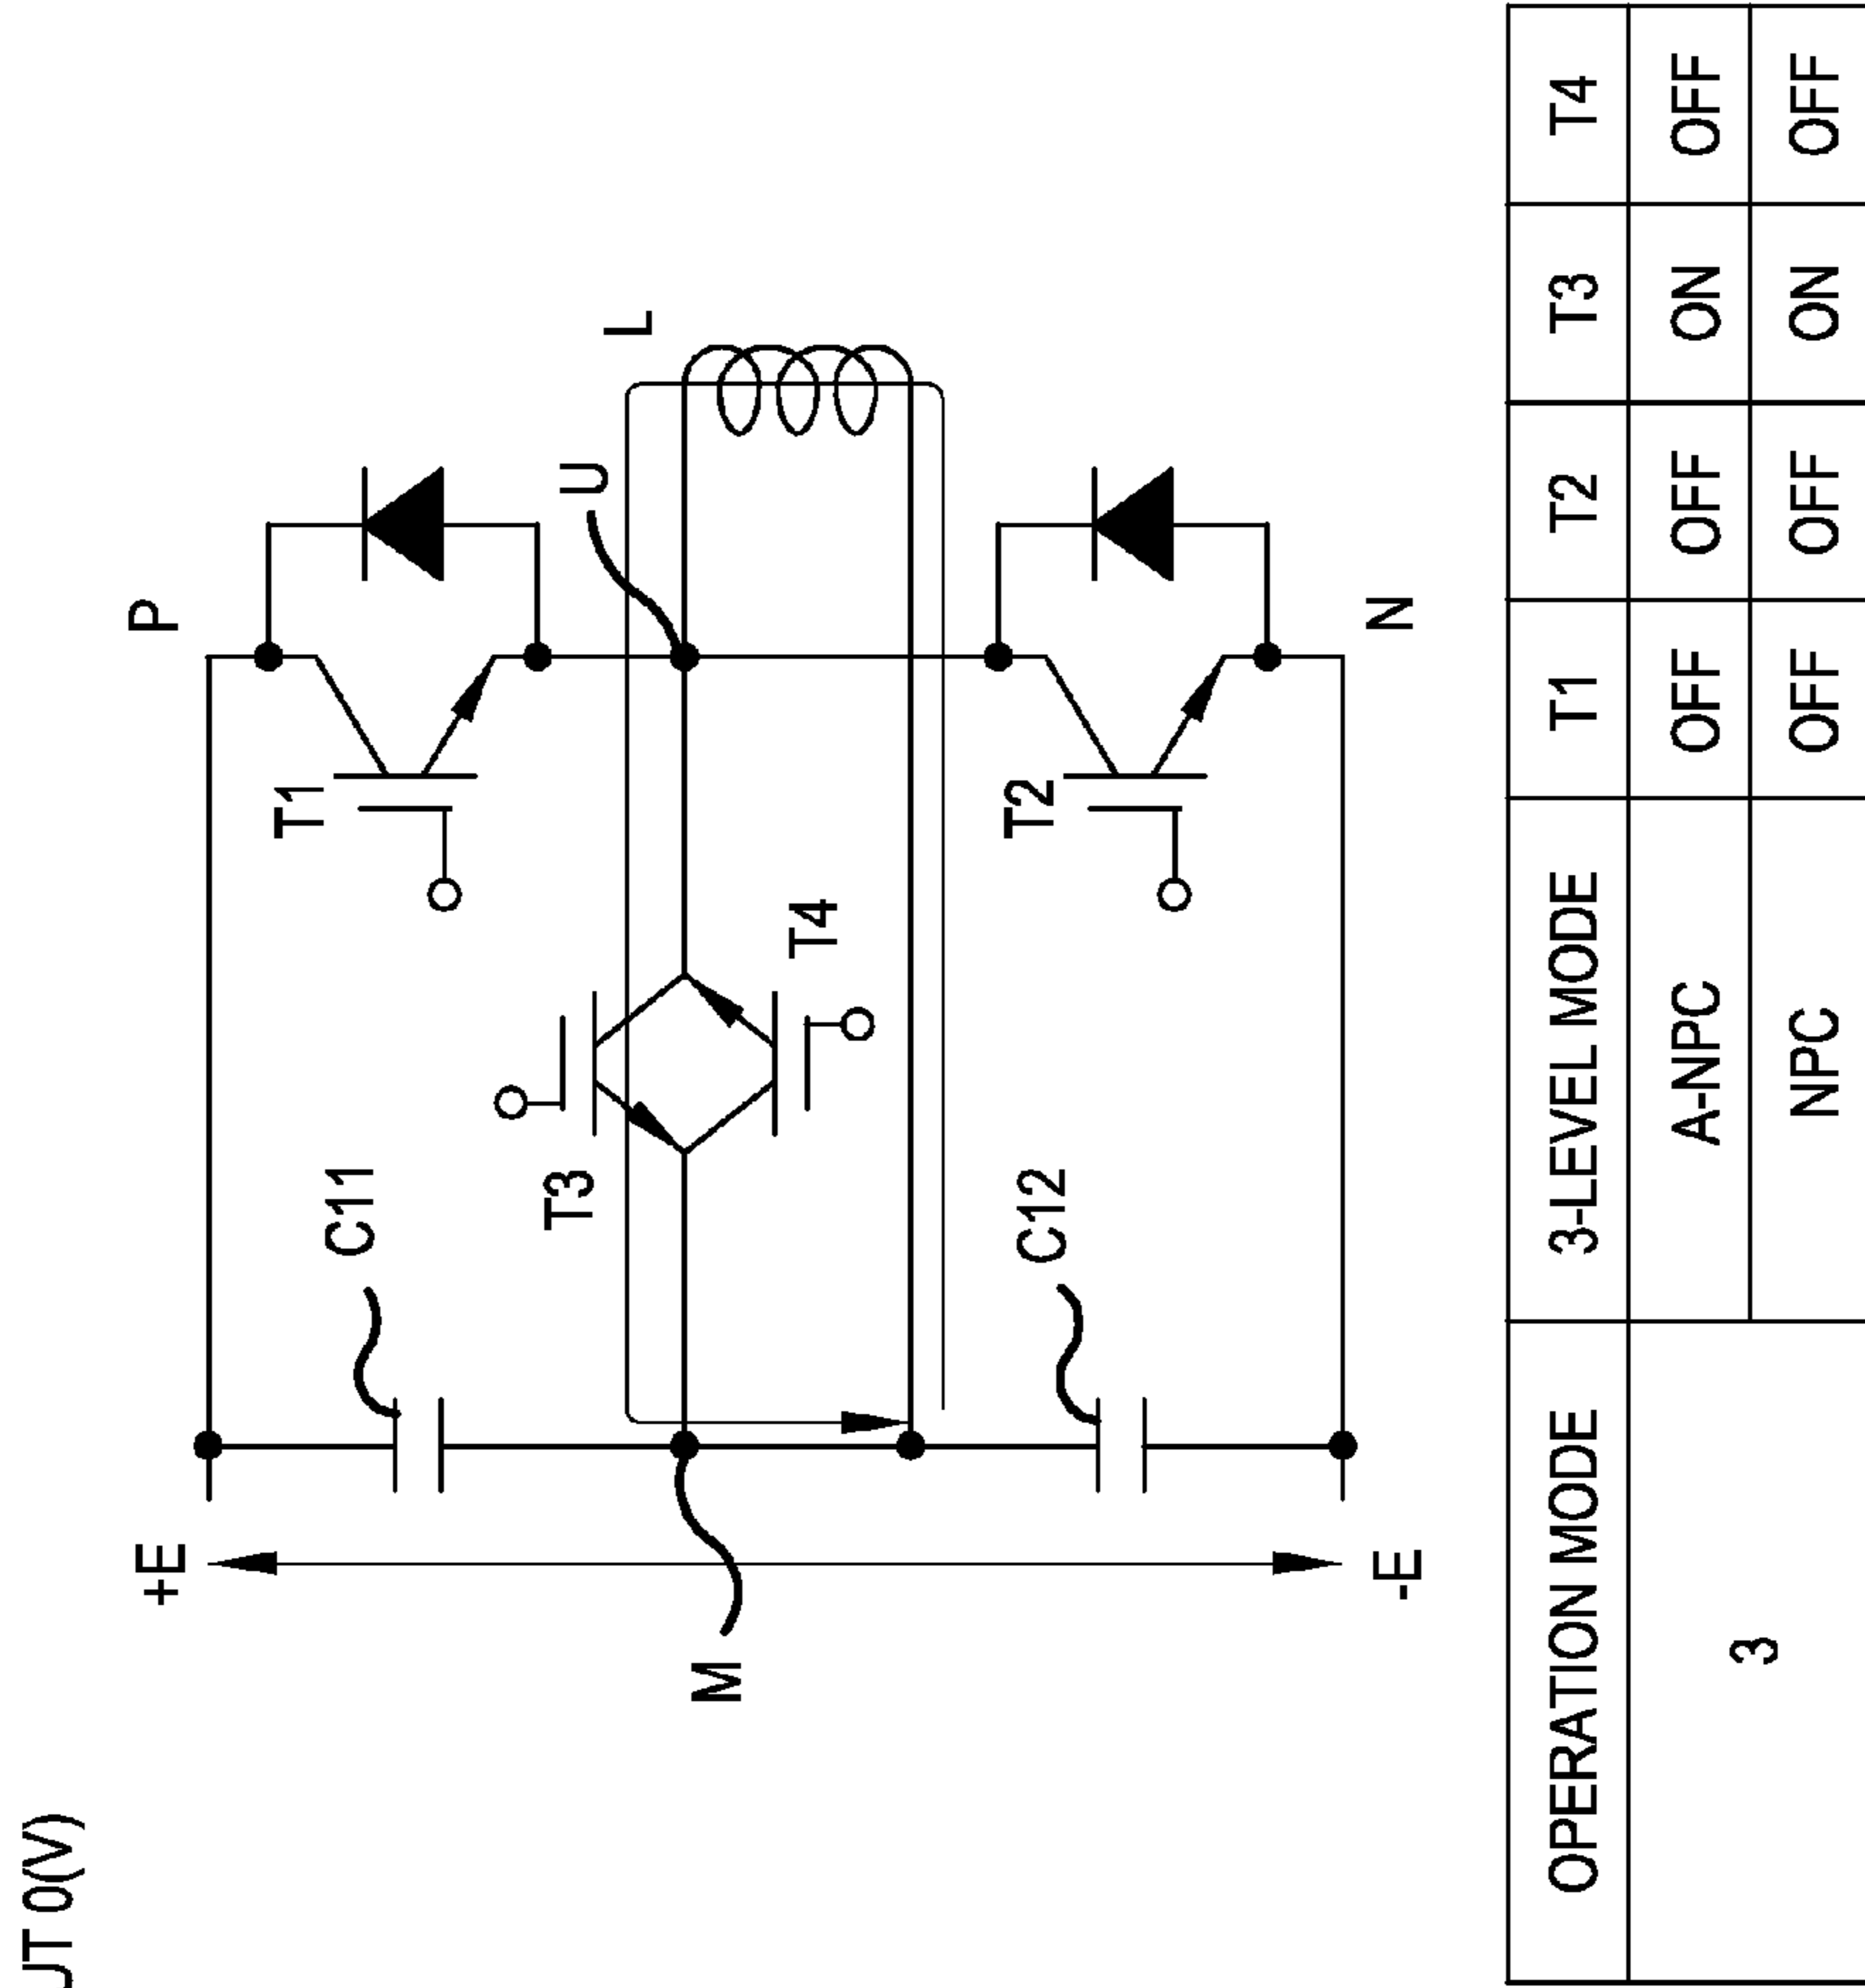 0(V)
P
+E
T1
C11
U
L
T3
T4
M
T2
C12
N
-E
OPERATION MODE 3-LEVEL MODE T1 T2 T3 T4
3 A-NPC OFF OFF ON OFF
NPC OFF OFF ON OFF